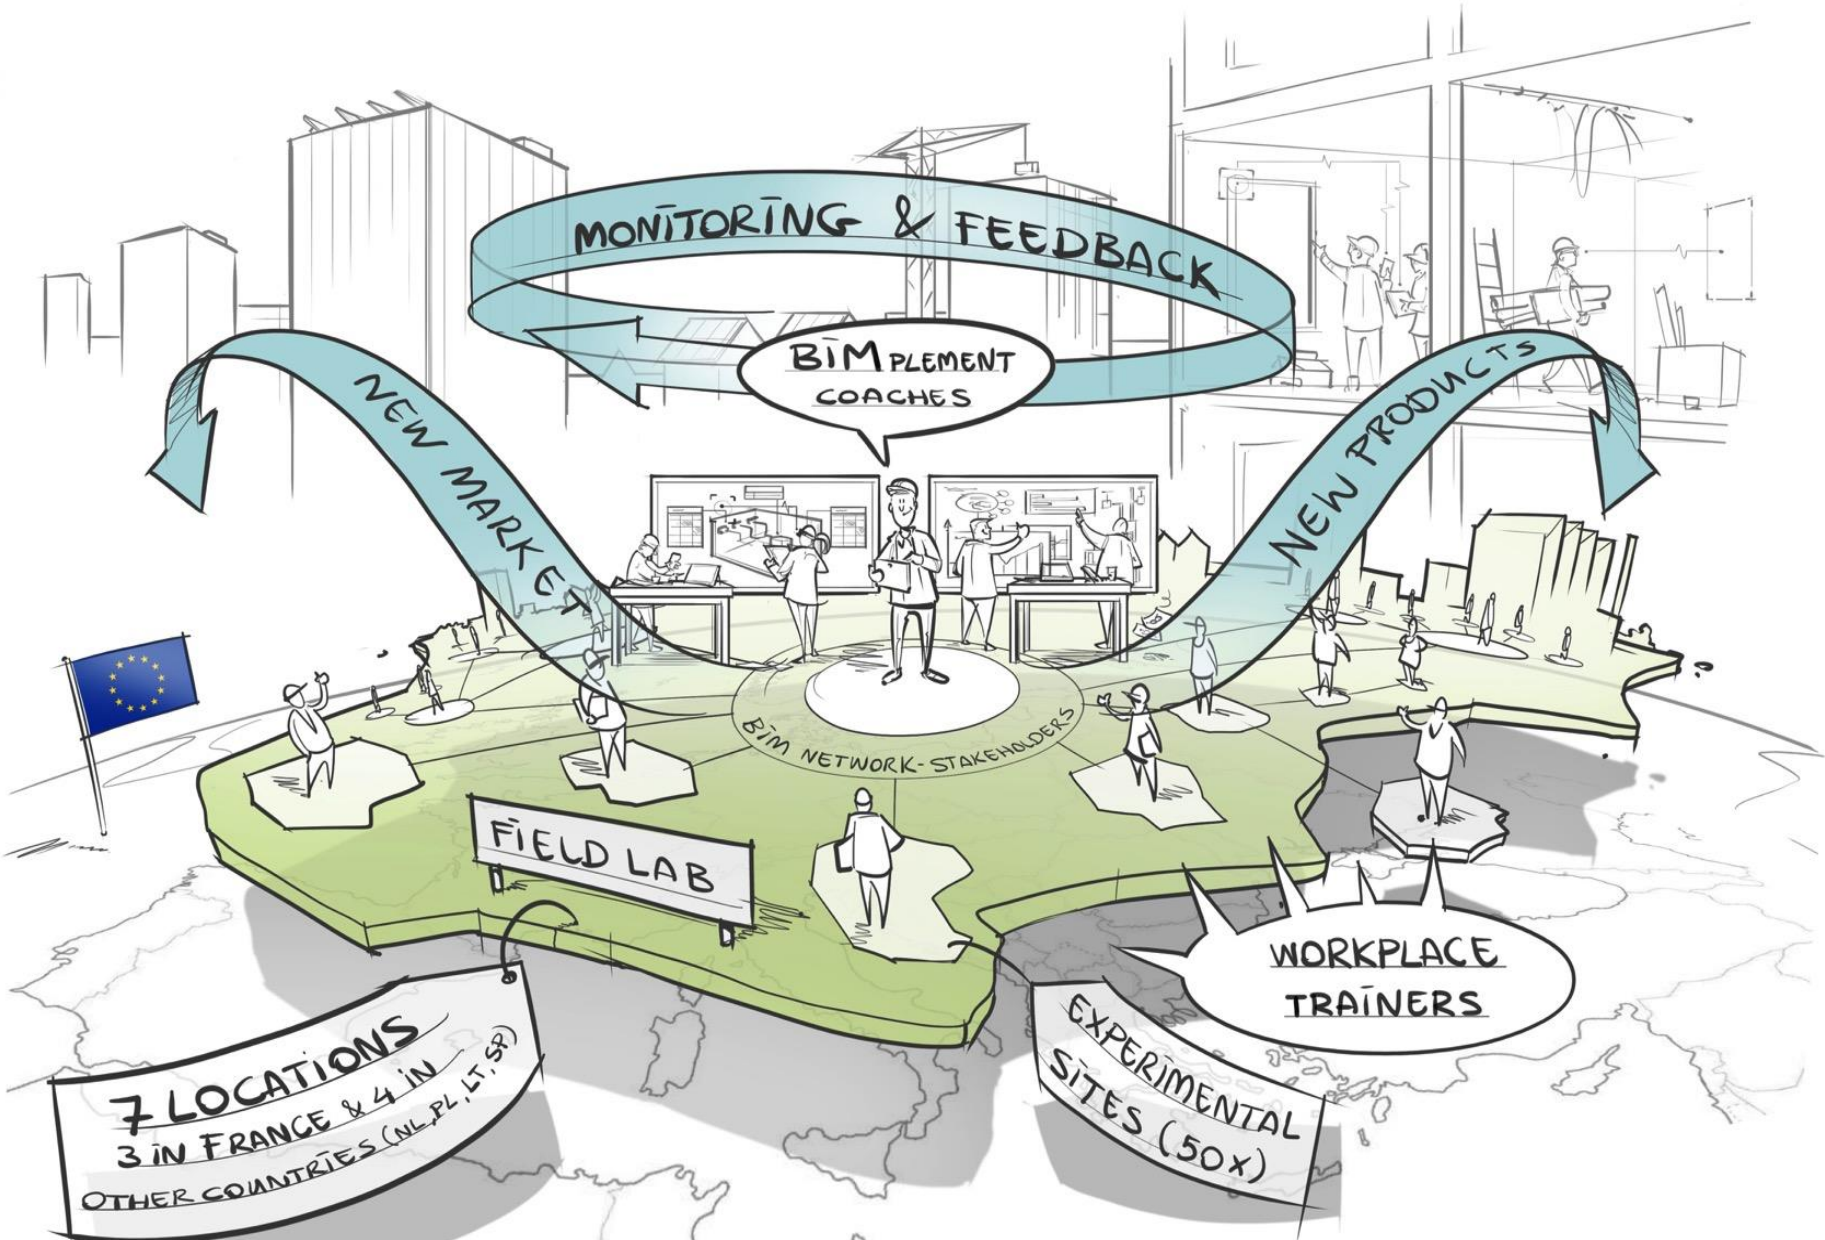 MONITORING & FEEDBACK
BIMPLEMENT
COACHES
NEW MARKET
NEW PRODUCTS
BIM NETWORK-STAKEHOLDERS
FIELD LAB
WORKPLACE
TRAINERS
7 LOCATIONS
3 IN FRANCE & 4 IN
OTHER COUNTRIES (NL, PL, LT, SP)
EXPERIMENTAL
SITES (50X)